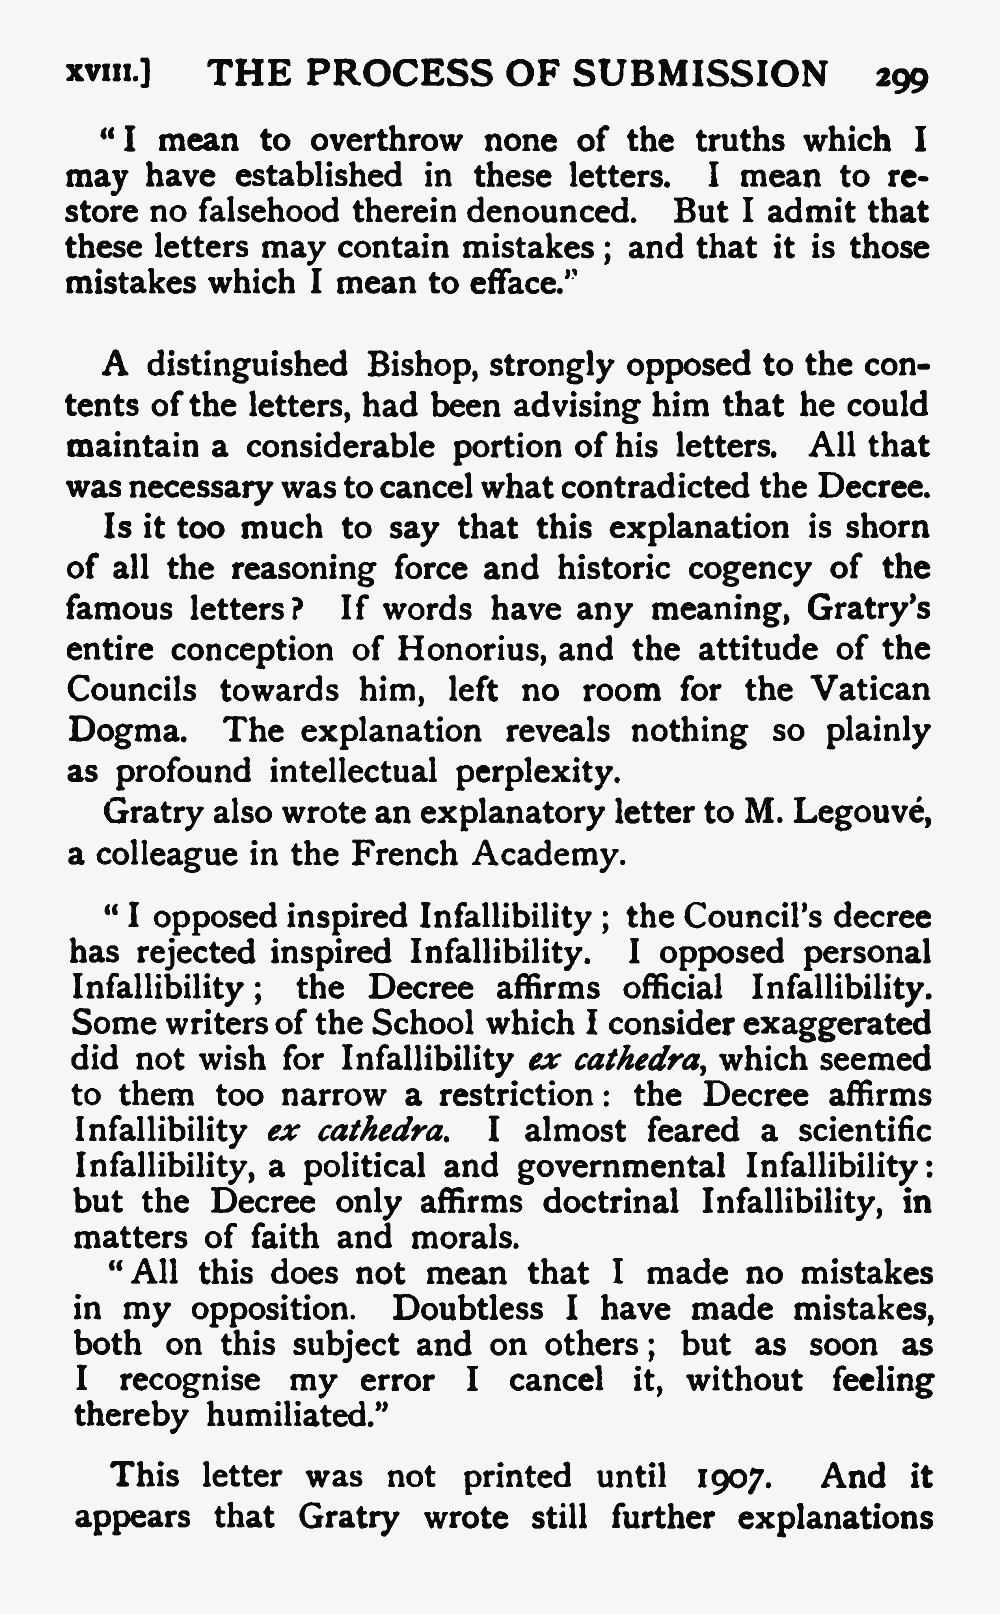 XVIII.] THE PROCESS OF SUBMISSION 299
“ I mean to overthrow none of the truths which I
may have established in these letters. I mean to re-
store no falsehood therein denounced. But I admit that
these letters may contain mistakes ; and that it is those
mistakes which I mean to efface.”
A distinguished Bishop, strongly opposed to the con-
tents of the letters, had been advising him that he could
maintain a considerable portion of his letters. All that
was necessary was to cancel what contradicted the Decree.
Is it too much to say that this explanation is shorn
of all the reasoning force and historic cogency of the
famous letters ? If words have any meaning, Gratry’s
entire conception of Honorius, and the attitude of the
Councils towards him, left no room for the Vatican
Dogma. The explanation reveals nothing so plainly
as profound intellectual perplexity.
Gratry also wrote an explanatory letter to M. Legouvé,
a colleague in the French Academy.
“ I opposed inspired Infallibility ; the Council’s decree
has rejected inspired Infallibility. I opposed personal
Infallibility ; the Decree affirms official Infallibility.
Some writers of the School which I consider exaggerated
did not wish for Infallibility ex cathedra, which seemed
to them too narrow a restriction : the Decree affirms
Infallibility ex cathedra. I almost feared a scientific
Infallibility, a political and governmental Infallibility :
but the Decree only affirms doctrinal Infallibility, in
matters of faith and morals.
“ All this does not mean that I made no mistakes
in my opposition. Doubtless I have made mistakes,
both on this subject and on others ; but as soon as
I recognise my error I cancel it, without feeling
thereby humiliated.”
This letter was not printed until 1907. And it
appears that Gratry wrote still further explanations